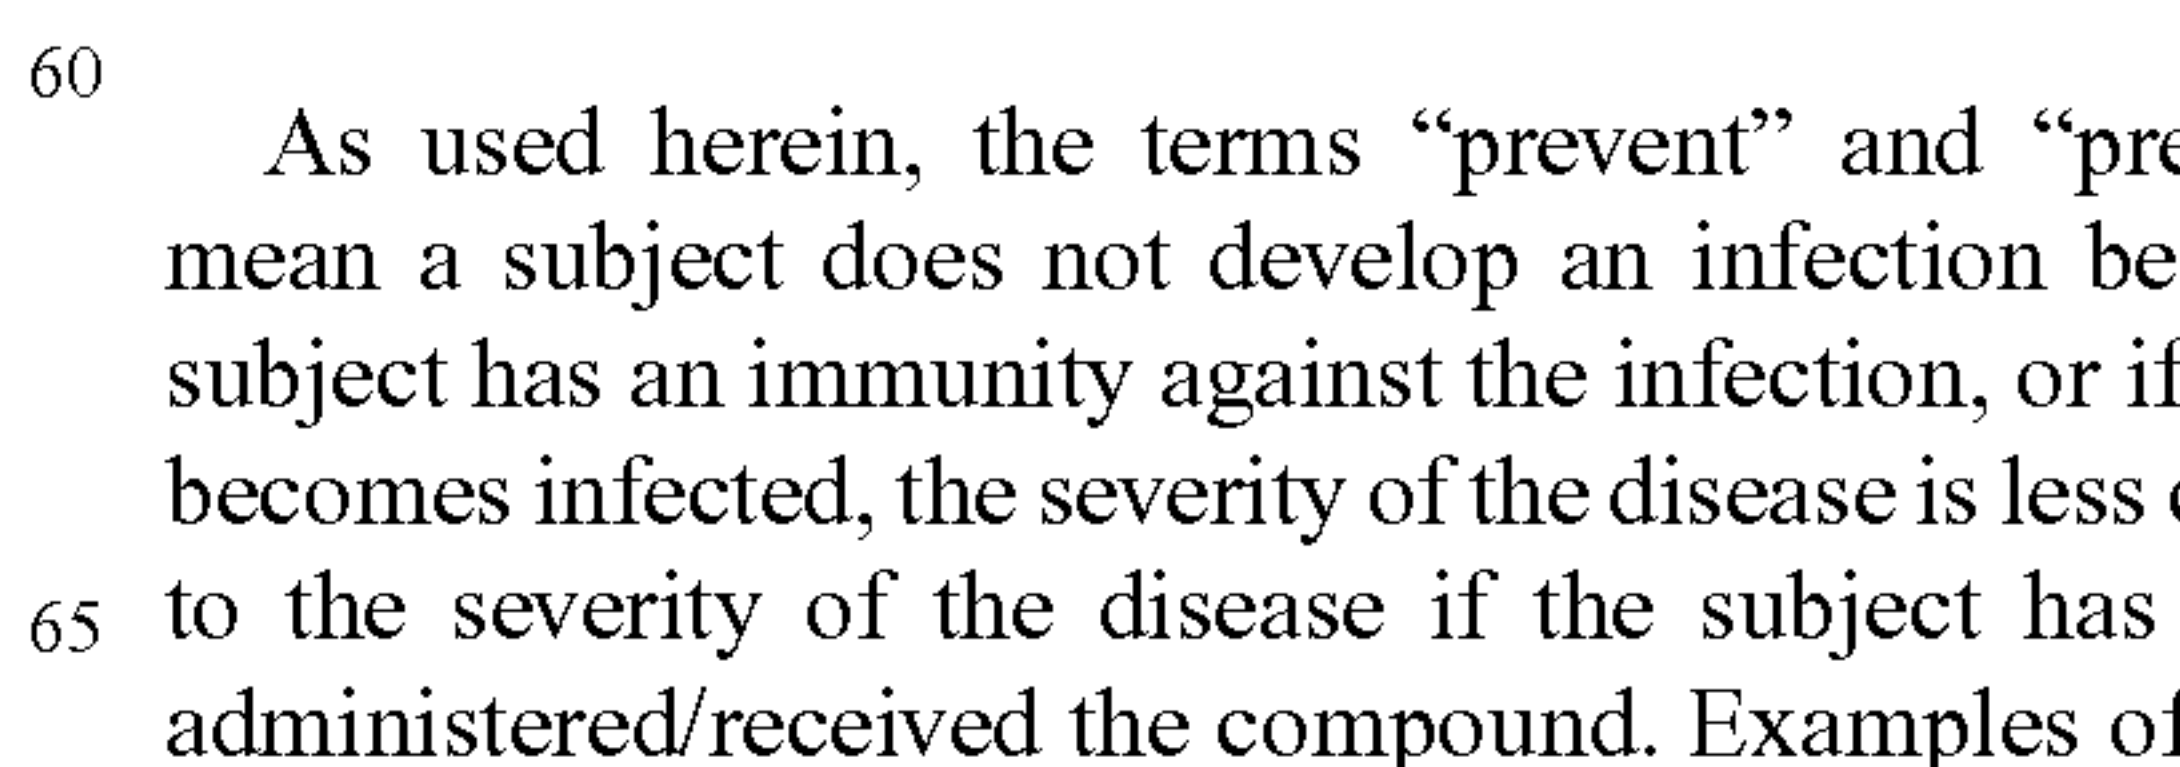 60
As used herein, the terms “prevent” and “pre
mean a subject does not develop an infection be
subject has an immunity against the infection, or if
becomes infected, the severity of the disease is less
65 to the severity of the disease if the subject has
administered/received the compound. Examples of